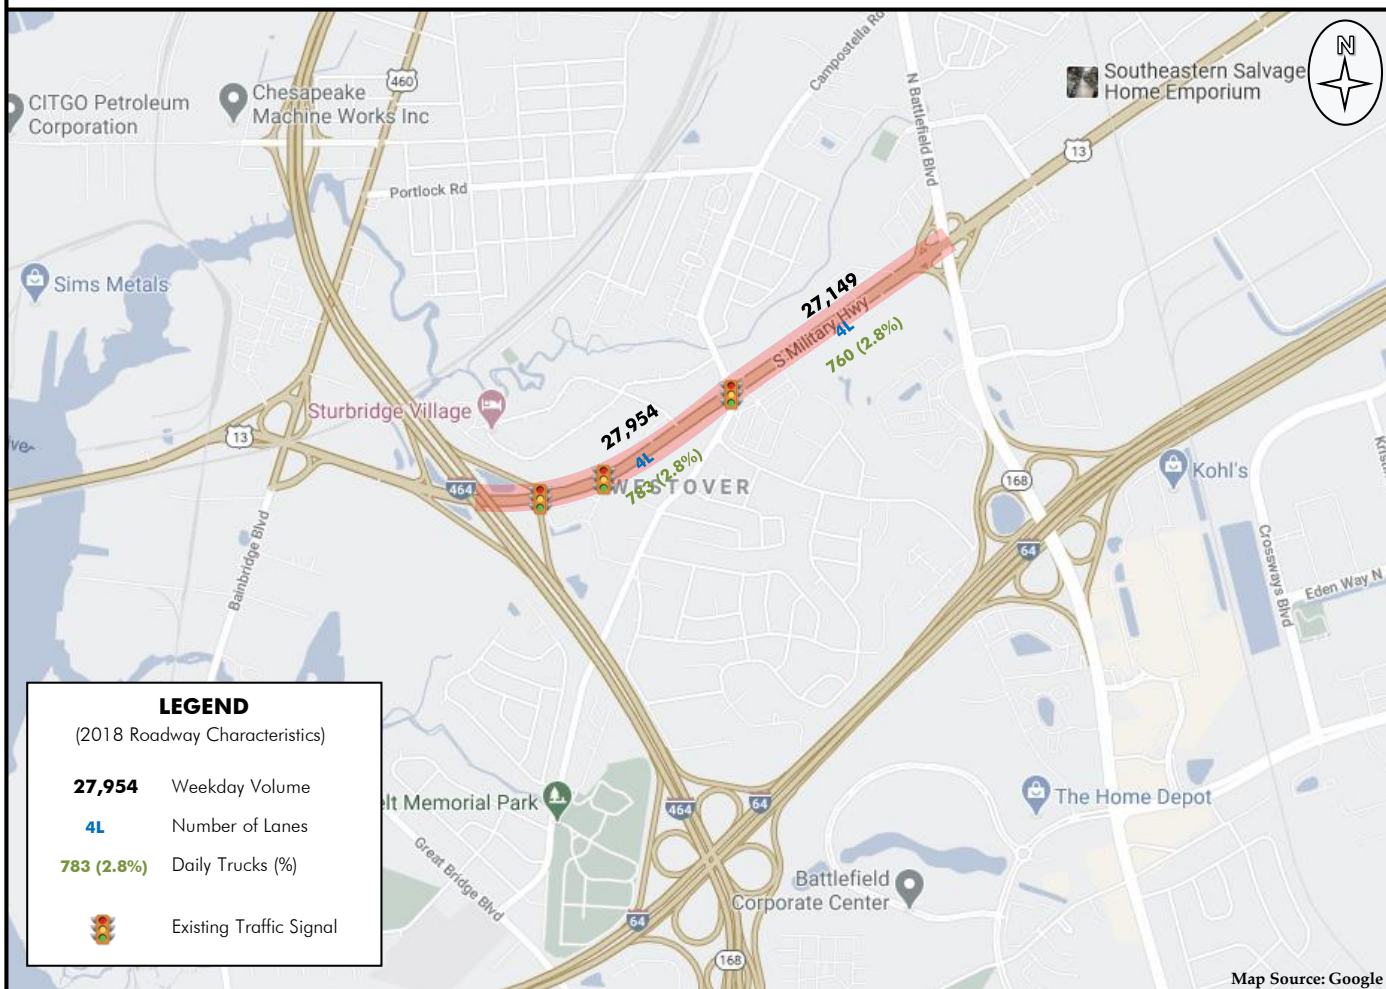 N
460
Campostella Rd
N Battlefield Blvd
Southeastern Salvage
Home Emporium
CITGO Petroleum
Corporation
Chesapeake
Machine Works Inc
13
Portlock Rd
Sims Metals
27,149
S Military Hwy
4L
760 (2.8%)
Sturbridge Village
27,954
4L
783 (2.8%)
WESTOVER
13
464
168
Kohl's
64
Bainbridge Blvd
Crossways Blvd
Eden Way N
LEGEND
(2018 Roadway Characteristics)
27,954 Weekday Volume
4L Number of Lanes
783 (2.8%) Daily Trucks (%)
Existing Traffic Signal
elt Memorial Park
464
64
The Home Depot
Great Bridge Blvd
Battlefield
Corporate Center
64
168
Map Source: Google